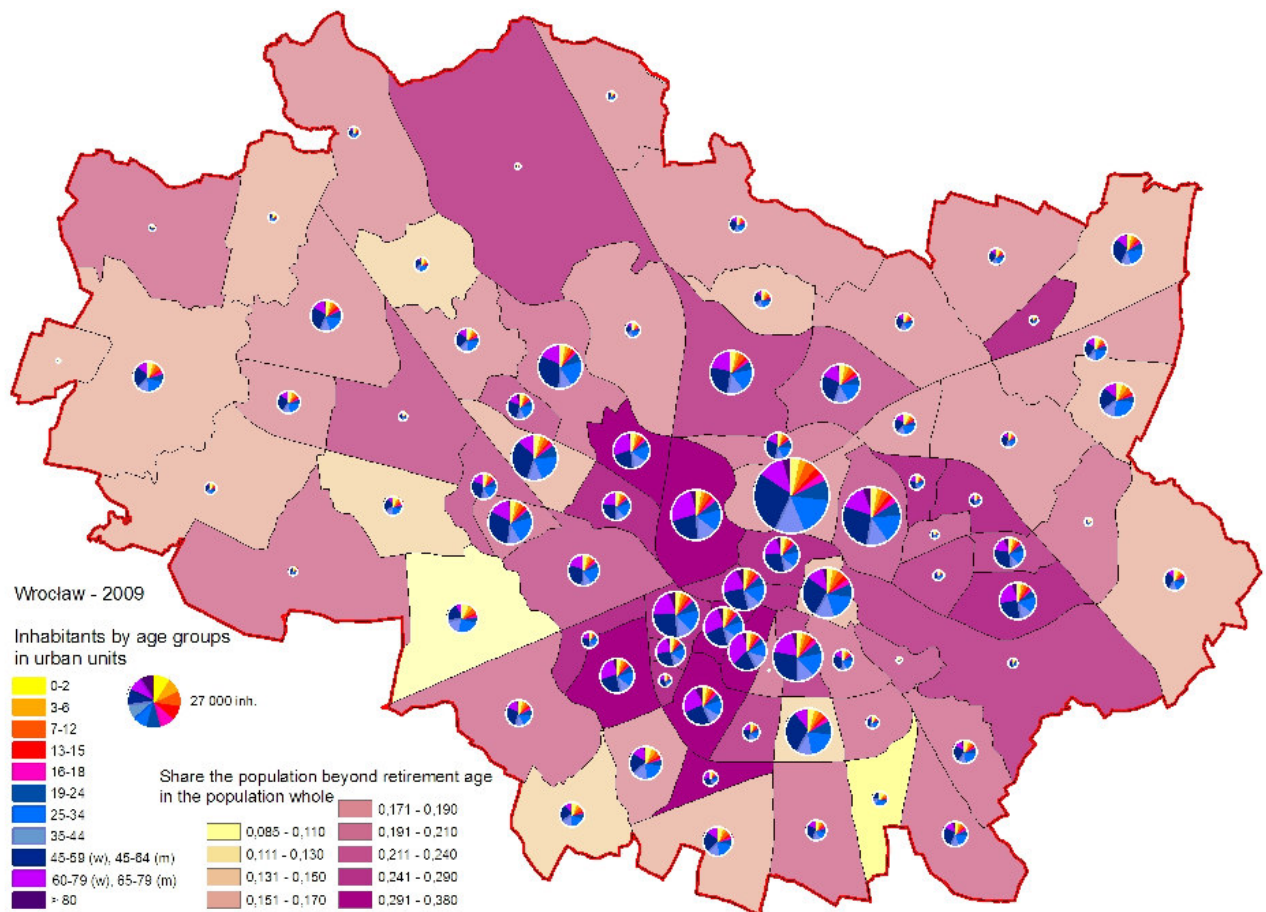 Wrocław - 2009
Inhabitants by age groups
in urban units
0-2
3-6
7-12
13-15
16-18
19-24
25-34
35-44
45-59 (w), 45-64 (m)
60-79 (w), 65-79 (m)
> 80
27 000 inh.
Share the population beyond retirement age
in the population whole
0,085 - 0,110
0,111 - 0,130
0,131 - 0,150
0,151 - 0,170
0,171 - 0,190
0,191 - 0,210
0,211 - 0,240
0,241 - 0,290
0,291 - 0,380